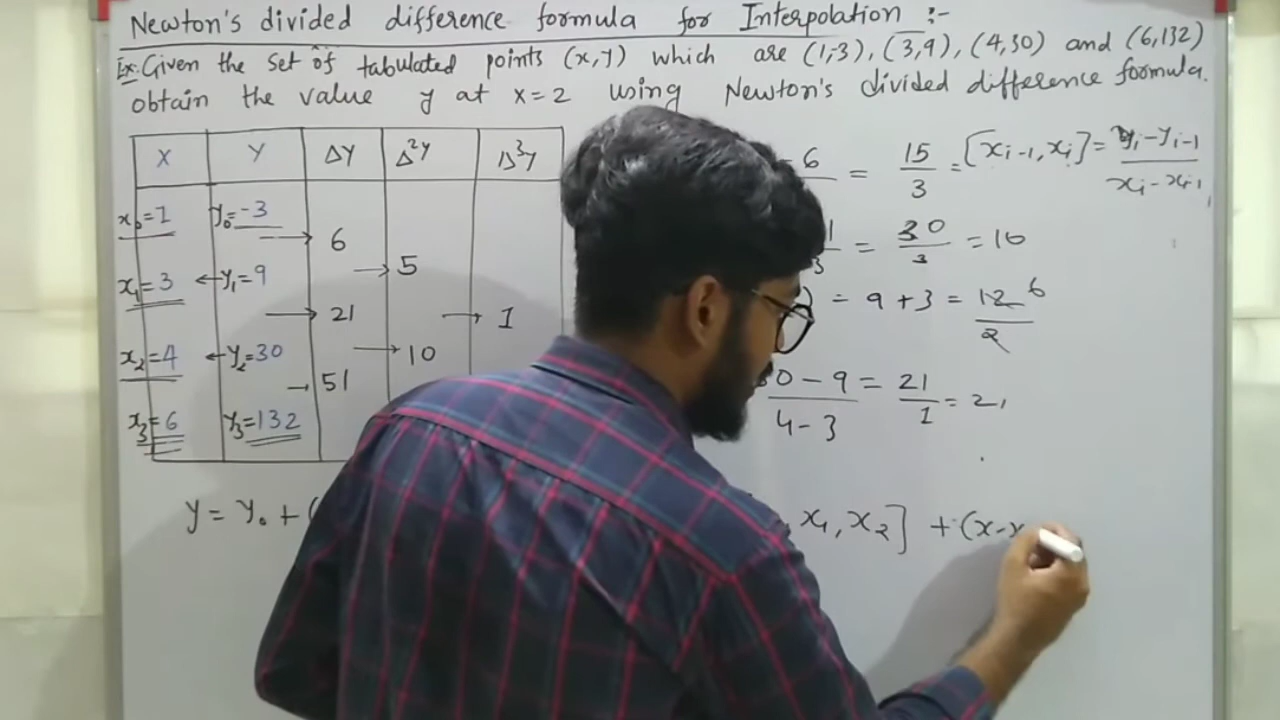 Newton's divided difference formula for Interpolation :-
Ex:- Given the set of tabulated points (x,y) which are (1,-3), (3,9), (4,30) and (6,132)
obtain the value y at x=2 using Newton's divided difference formula.
X Y ΔY Δ²Y Δ³Y
x₀=1 y₀=-3
6
5
x₁=3 y₁=9
21
1
x₂=4 y₂=30
10
51
x₃=6 y₃=132
-6 = 15/3 = [xᵢ₋₁, xᵢ] = yᵢ-yᵢ₋₁ / xᵢ-xᵢ₋₁
= 30/3 = 10
= 9+3 = 12/2 6
0-9 / 4-3 = 21/1 = 21
y = y₀ + ( x₁, x₂] + (x-x